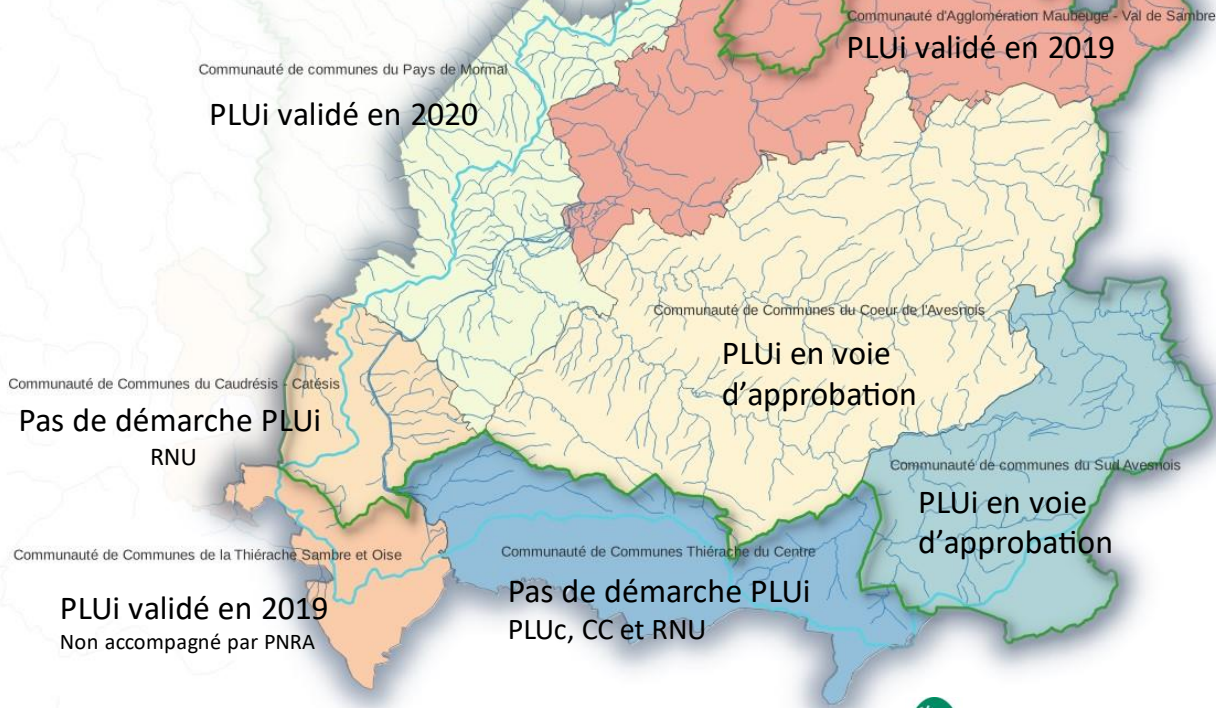 Communauté d'Agglomération Maubeuge - Val de Sambre
PLUi validé en 2019
Communauté de communes du Pays de Mormal
PLUi validé en 2020
Communauté de Communes du Coeur de l'Avesnois
PLUi en voie
d'approbation
Communauté de Communes du Caudrésis - Catésis
Pas de démarche PLUi
RNU
Communauté de communes du Sud Avesnois
PLUi en voie
d'approbation
Communauté de Communes de la Thiérache Sambre et Oise
PLUi validé en 2019
Non accompagné par PNRA
Communauté de Communes Thiérache du Centre
Pas de démarche PLUi
PLUc, CC et RNU